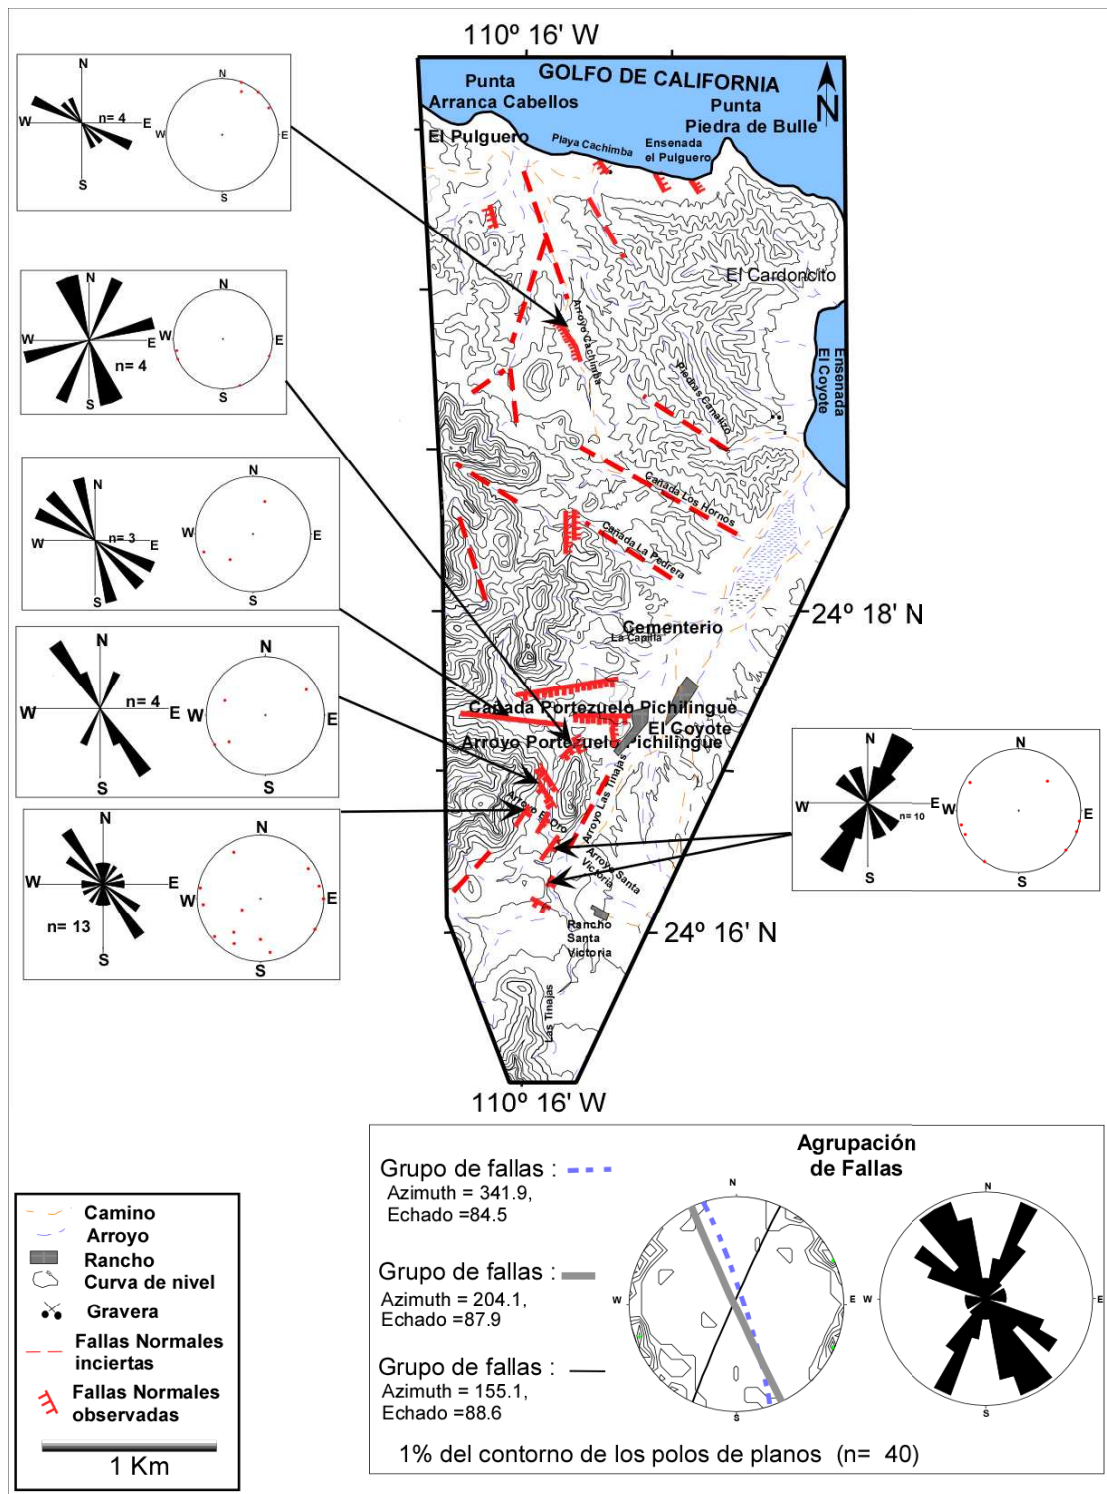 110º 16' W
GOLFO DE CALIFORNIA
N
Punta
Arranca Cabellos
Punta
Piedra de Bulle
El Pulguero
Playa Cachimba
Ensenada
el Pulguero
El Cardoncito
Arroyo Cachimba
Ensenada
El Coyote
Piedras Canalizo
Cañada Los Hornos
Cañada La Pedrera
24º 18' N
Cementerio
La Capilla
Cañada Portezuelo Pichilingue
El Coyote
Arroyo Portezuelo Pichilingue
Arroyo Las Tinajas
Arroyo El Oro
Arroyo Santa
Victoria
24º 16' N
Rancho
Santa
Victoria
Las Tinajas
110º 16' W
N
W
E
S
n= 4
N
W
E
S
N
W
E
S
n= 4
N
W
E
S
N
W
E
S
n= 3
N
W
E
S
N
W
E
S
n= 4
N
W
E
S
N
W
E
S
n= 13
N
W
E
S
N
W
E
S
n= 10
N
W
E
S
Camino
Arroyo
Rancho
Curva de nivel
Gravera
Fallas Normales
inciertas
Fallas Normales
observadas
1 Km
Agrupación
de Fallas
Grupo de fallas :
Azimuth = 341.9,
Echado =84.5
Grupo de fallas :
Azimuth = 204.1,
Echado =87.9
Grupo de fallas :
Azimuth = 155.1,
Echado =88.6
N
W
E
S
N
W
E
S
1% del contorno de los polos de planos (n= 40)